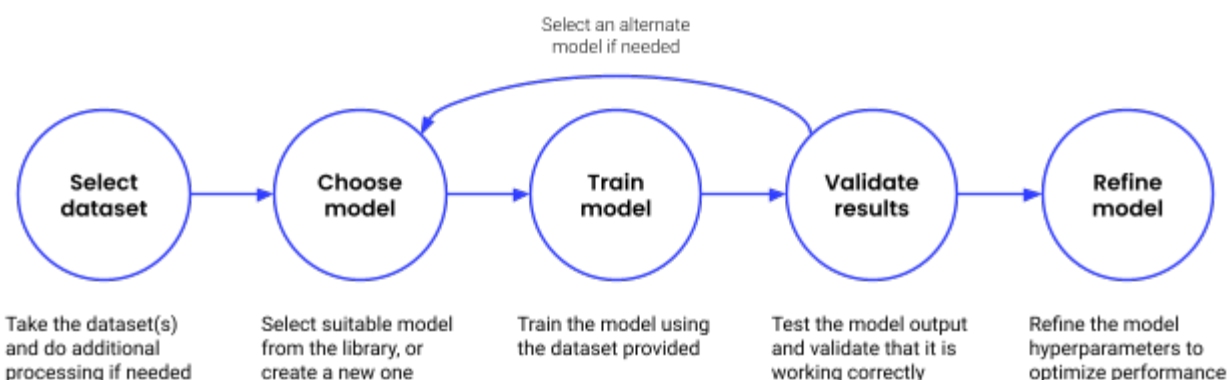 Select an alternate
model if needed
Select
dataset
Choose
model
Train
model
Validate
results
Refine
model
Take the dataset(s)
and do additional
processing if needed
Select suitable model
from the library, or
create a new one
Train the model using
the dataset provided
Test the model output
and validate that it is
working correctly
Refine the model
hyperparameters to
optimize performance